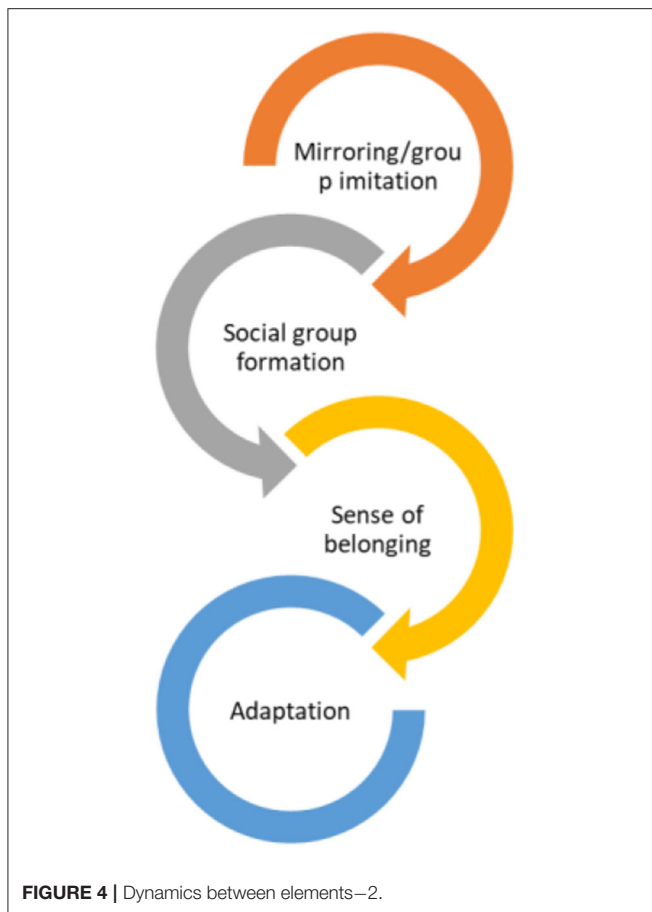 Mirroring/grou
p imitation
Social group
formation
Sense of
belonging
Adaptation
FIGURE 4 | Dynamics between elements—2.